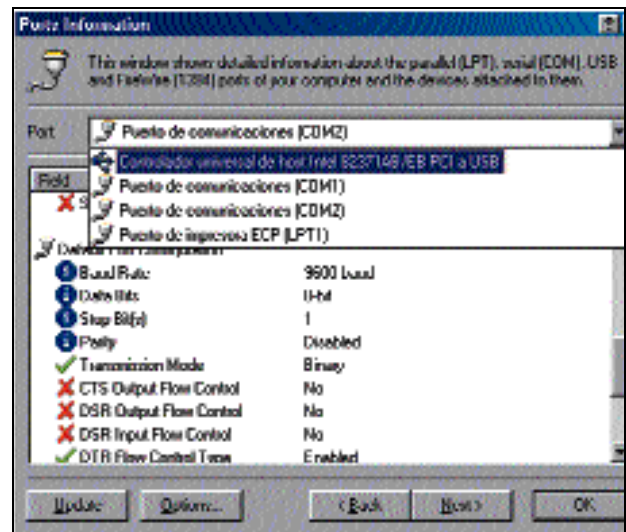 Ports Information
This window shows detailed information about the parallel (LPT), serial (COM), USB
and FireWire (1394) ports of your computer and the devices attached to them.
Port
Puerto de comunicaciones (COM2)
Controlador universal de host Intel 82371AB/EB PCI a USB
Field
Puerto de comunicaciones (COM1)
Puerto de comunicaciones (COM2)
Puerto de impresora ECP (LPT1)
Baud Rate 9600 baud
Data Bits 8-bit
Stop Bit(s) 1
Parity Disabled
Transmission Mode Binary
CTS Output Flow Control No
DSR Output Flow Control No
DSR Input Flow Control No
DTR Flow Control Type Enabled
Update Options... < Back Next > OK